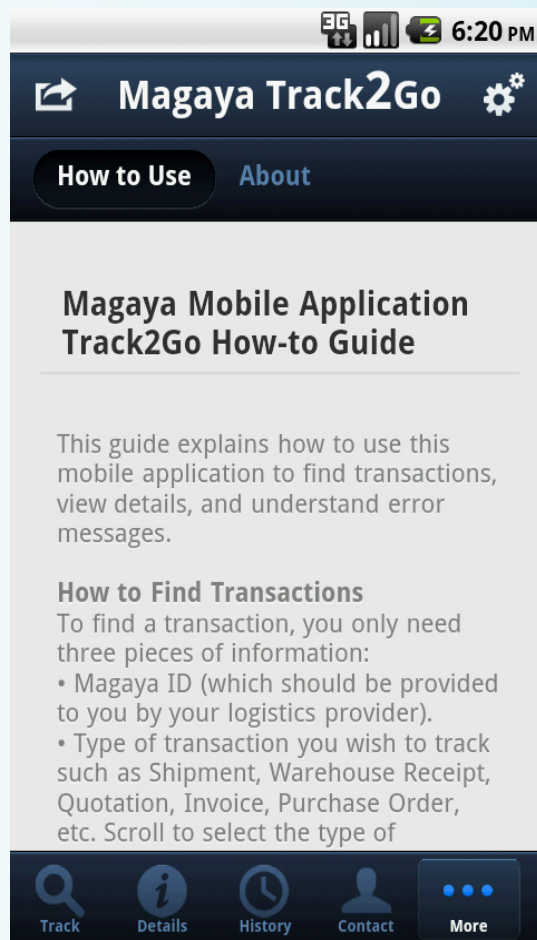 3G 6:20 PM
Magaya Track2Go
How to Use About
Magaya Mobile Application
Track2Go How-to Guide
This guide explains how to use this
mobile application to find transactions,
view details, and understand error
messages.
How to Find Transactions
To find a transaction, you only need
three pieces of information:
• Magaya ID (which should be provided
to you by your logistics provider).
• Type of transaction you wish to track
such as Shipment, Warehouse Receipt,
Quotation, Invoice, Purchase Order,
etc. Scroll to select the type of
Track Details History Contact More